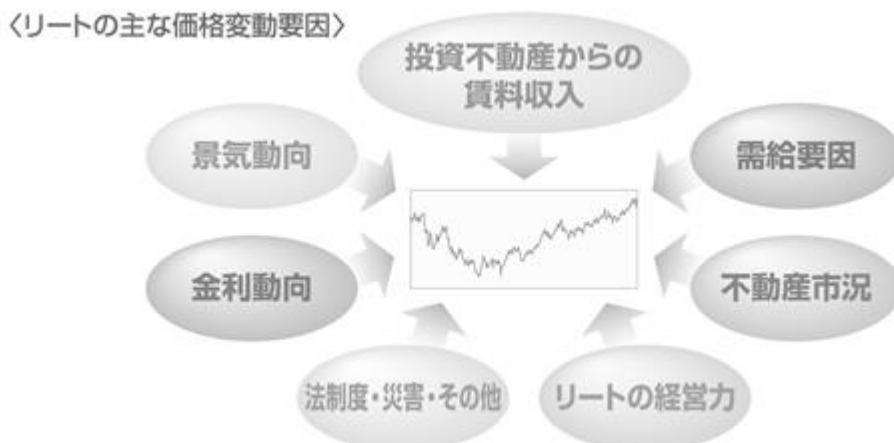 〈リートの主な価格変動要因〉
投資不動産からの
賃料収入
景気動向
需給要因
金利動向
不動産市況
法制度・災害・その他
リートの経営力